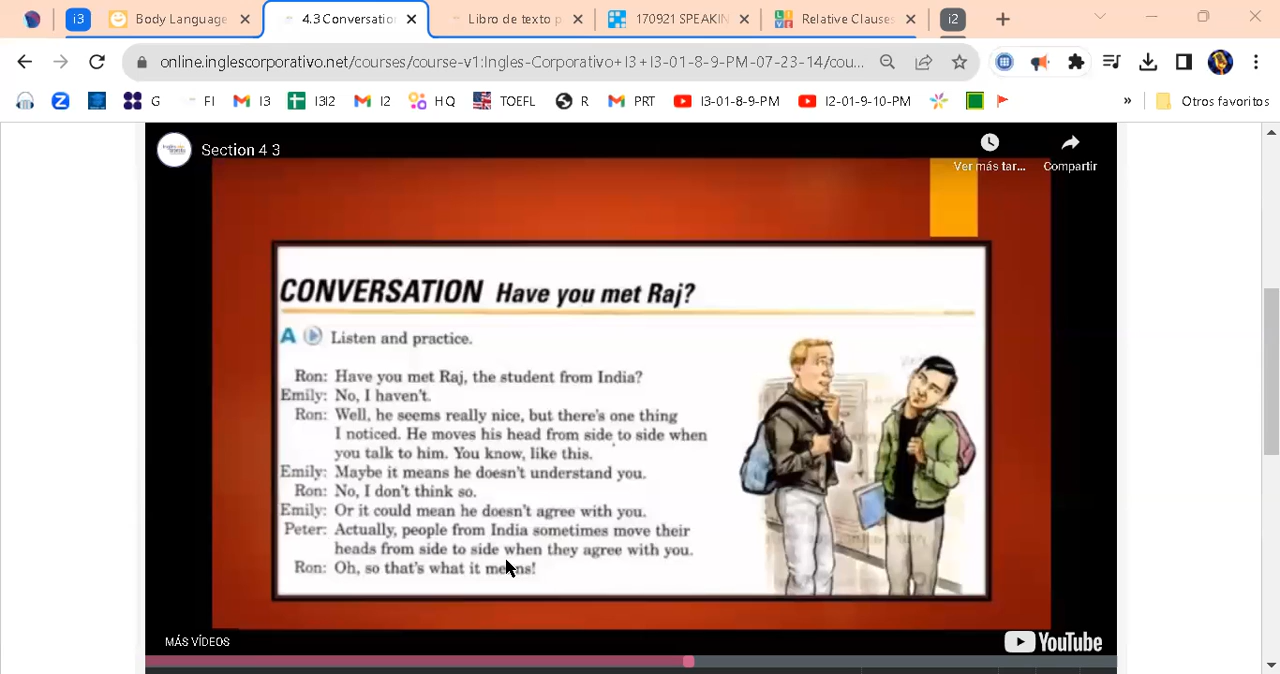 i3
Body Language
4.3 Conversatio
Libro de texto p
170921 SPEAKIN
Relative Clauses
i2
online.inglescorporativo.net/courses/course-v1:Ingles-Corporativo+I3+I3-01-8-9-PM-07-23-14/cou...
G
FI
I3
I3I2
I2
HQ
TOEFL
R
PRT
I3-01-8-9-PM
I2-01-9-10-PM
»
Otros favoritos
Section 4 3
Ver más tar...
Compartir
CONVERSATION Have you met Raj?
A Listen and practice.
Ron: Have you met Raj, the student from India?
Emily: No, I haven't.
Ron: Well, he seems really nice, but there's one thing
I noticed. He moves his head from side to side when
you talk to him. You know, like this.
Emily: Maybe it means he doesn't understand you.
Ron: No, I don't think so.
Emily: Or it could mean he doesn't agree with you.
Peter: Actually, people from India sometimes move their
heads from side to side when they agree with you.
Ron: Oh, so that's what it means!
MÁS VÍDEOS
YouTube